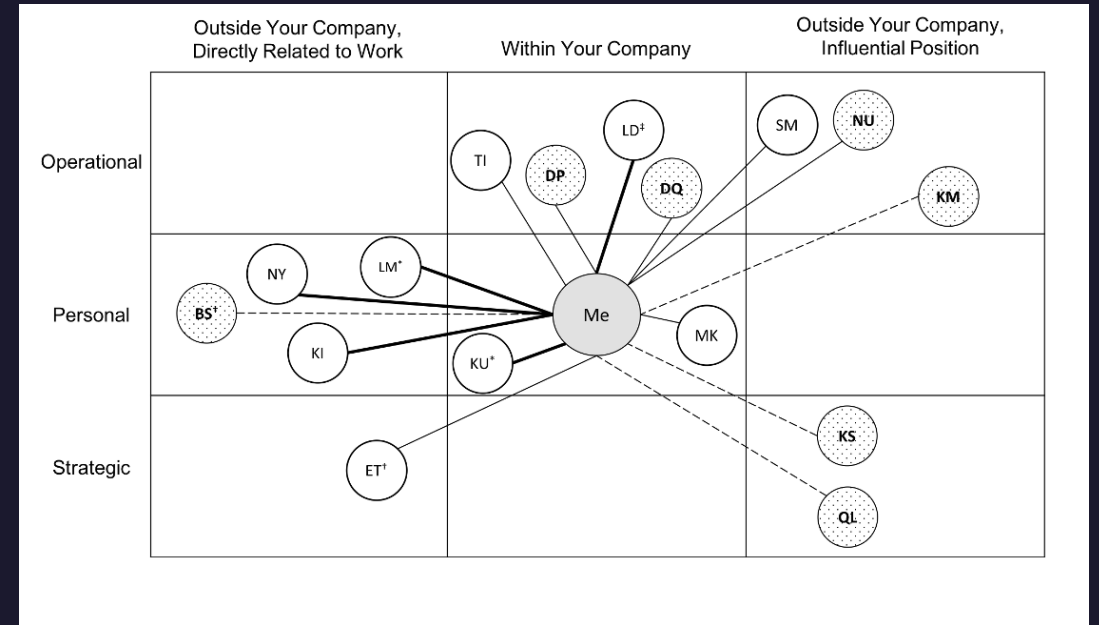 Outside Your Company,
Directly Related to Work
Within Your Company
Outside Your Company,
Influential Position
Operational
TI
DP
LD‡
DQ
SM
NU
KM
Personal
BS†
NY
LM*
KI
KU*
Me
MK
Strategic
ET†
KS
QL